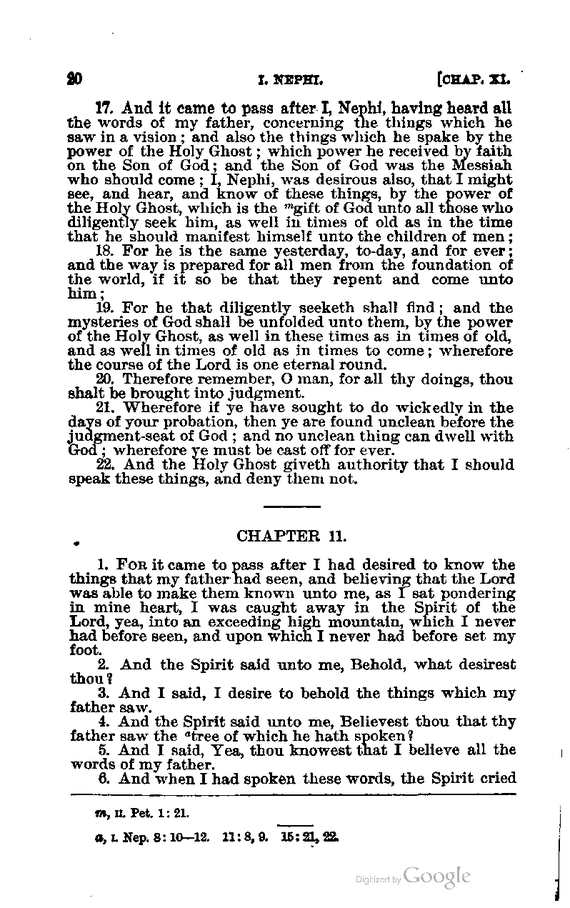 20 I. NEPHI. [CHAP. XI.
17. And it came to pass after I, Nephi, having heard all
the words of my father, concerning the things which he
saw in a vision; and also the things which he spake by the
power of the Holy Ghost; which power he received by faith
on the Son of God; and the Son of God was the Messiah
who should come; I, Nephi, was desirous also, that I might
see, and hear, and know of these things, by the power of
the Holy Ghost, which is the ᵐgift of God unto all those who
diligently seek him, as well in times of old as in the time
that he should manifest himself unto the children of men;
18. For he is the same yesterday, to-day, and for ever;
and the way is prepared for all men from the foundation of
the world, if it so be that they repent and come unto
him;
19. For he that diligently seeketh shall find; and the
mysteries of God shall be unfolded unto them, by the power
of the Holy Ghost, as well in these times as in times of old,
and as well in times of old as in times to come; wherefore
the course of the Lord is one eternal round.
20. Therefore remember, O man, for all thy doings, thou
shalt be brought into judgment.
21. Wherefore if ye have sought to do wickedly in the
days of your probation, then ye are found unclean before the
judgment-seat of God; and no unclean thing can dwell with
God; wherefore ye must be cast off for ever.
22. And the Holy Ghost giveth authority that I should
speak these things, and deny them not.
CHAPTER 11.
1. FOR it came to pass after I had desired to know the
things that my father had seen, and believing that the Lord
was able to make them known unto me, as I sat pondering
in mine heart, I was caught away in the Spirit of the
Lord, yea, into an exceeding high mountain, which I never
had before seen, and upon which I never had before set my
foot.
2. And the Spirit said unto me, Behold, what desirest
thou?
3. And I said, I desire to behold the things which my
father saw.
4. And the Spirit said unto me, Believest thou that thy
father saw the ᵃtree of which he hath spoken?
5. And I said, Yea, thou knowest that I believe all the
words of my father.
6. And when I had spoken these words, the Spirit cried
m, II. Pet. 1: 21.
a, I. Nep. 8: 10—12. 11: 8, 9. 15: 21, 22.
Digitized by Google